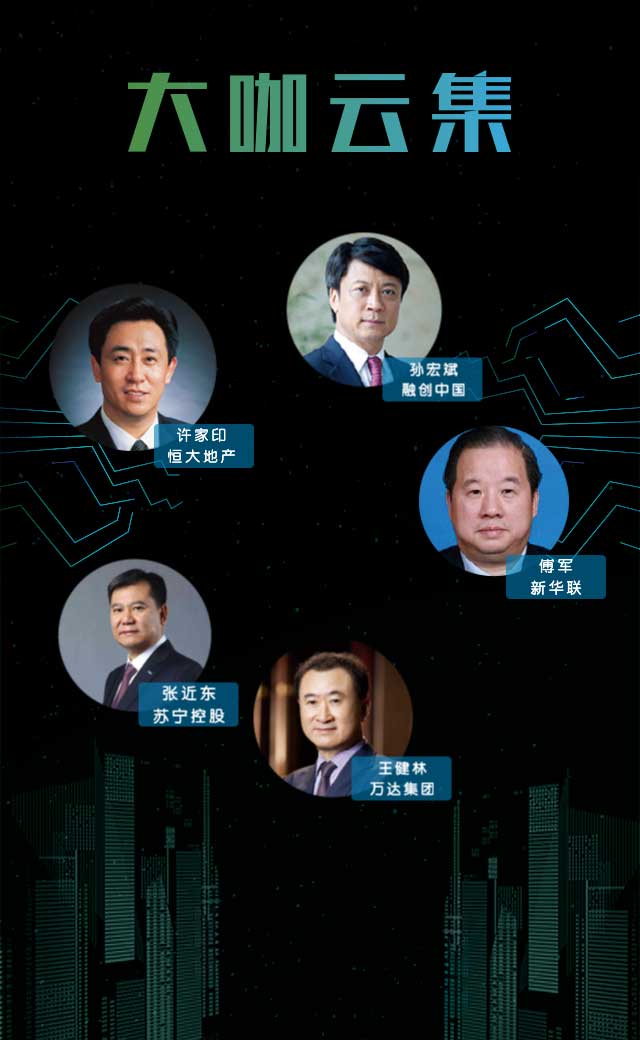 大咖云集
孙宏斌
融创中国
许家印
恒大地产
傅军
新华联
张近东
苏宁控股
王健林
万达集团